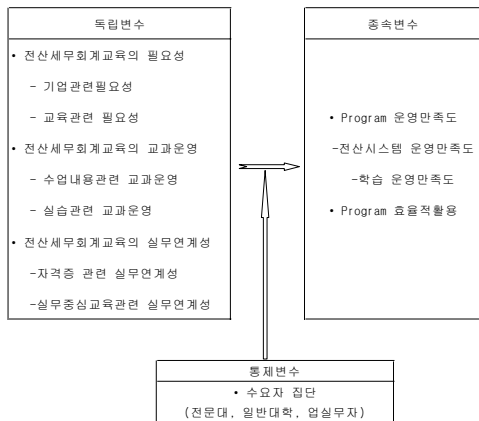 독립변수
• 전산세무회계교육의 필요성
- 기업관련필요성
- 교육관련 필요성
• 전산세무회계교육의 교과운영
- 수업내용관련 교과운영
- 실습관련 교과운영
• 전산세무회계교육의 실무연계성
-자격증 관련 실무연계성
-실무중심교육관련 실무연계성
종속변수
• Program 운영만족도
-전산시스템 운영만족도
-학습 운영만족도
• Program 효율적활용
통제변수
• 수요자 집단
(전문대, 일반대학, 업실무자)